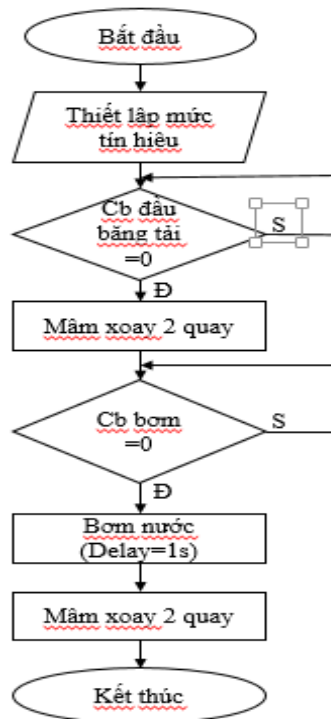 Bắt đầu
Thiết lập mức
tín hiêu
Cb đầu
băng tải
=0
S
Đ
Mâm xoay 2 quay
Cb bơm
=0
S
Đ
Bơm nước
(Delay=1s)
Mâm xoay 2 quay
Kết thúc